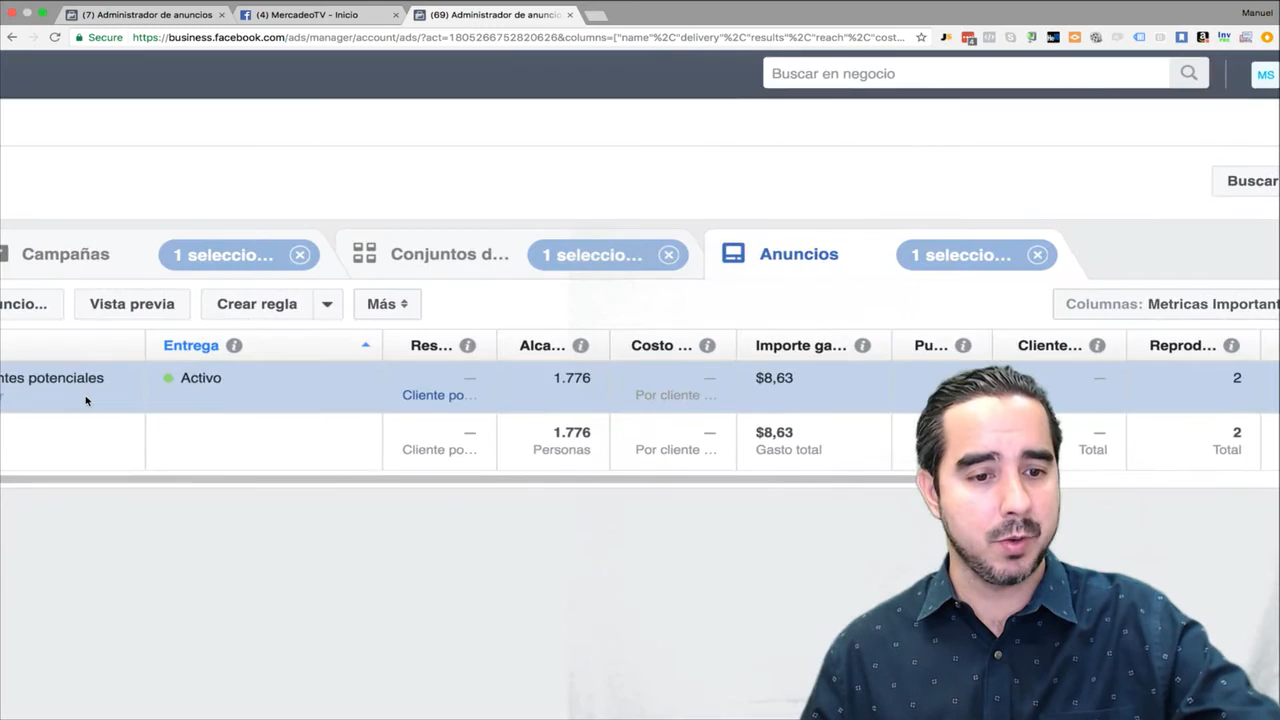 (7) Administrador de anuncios
(4) MercadeoTV - Inicio
(69) Administrador de anuncio
Manuel
Secure
https://business.facebook.com/ads/manager/account/ads/?act=1805266752820626&columns=["name"%2C"delivery"%2C"results"%2C"reach"%2C"cost...
Buscar en negocio
MS
Buscar
Campañas
1 seleccio...
Conjuntos d...
1 seleccio...
Anuncios
1 seleccio...
uncio...
Vista previa
Crear regla
Más
Columnas: Metricas Important
Entrega
Res...
Alca...
Costo ...
Importe ga...
Pu...
Cliente...
Reprod...
ntes potenciales
Activo
—
1.776
—
$8,63
—
2
Cliente po...
Por cliente ...
—
1.776
—
$8,63
—
2
Cliente po...
Personas
Por cliente ...
Gasto total
Total
Total